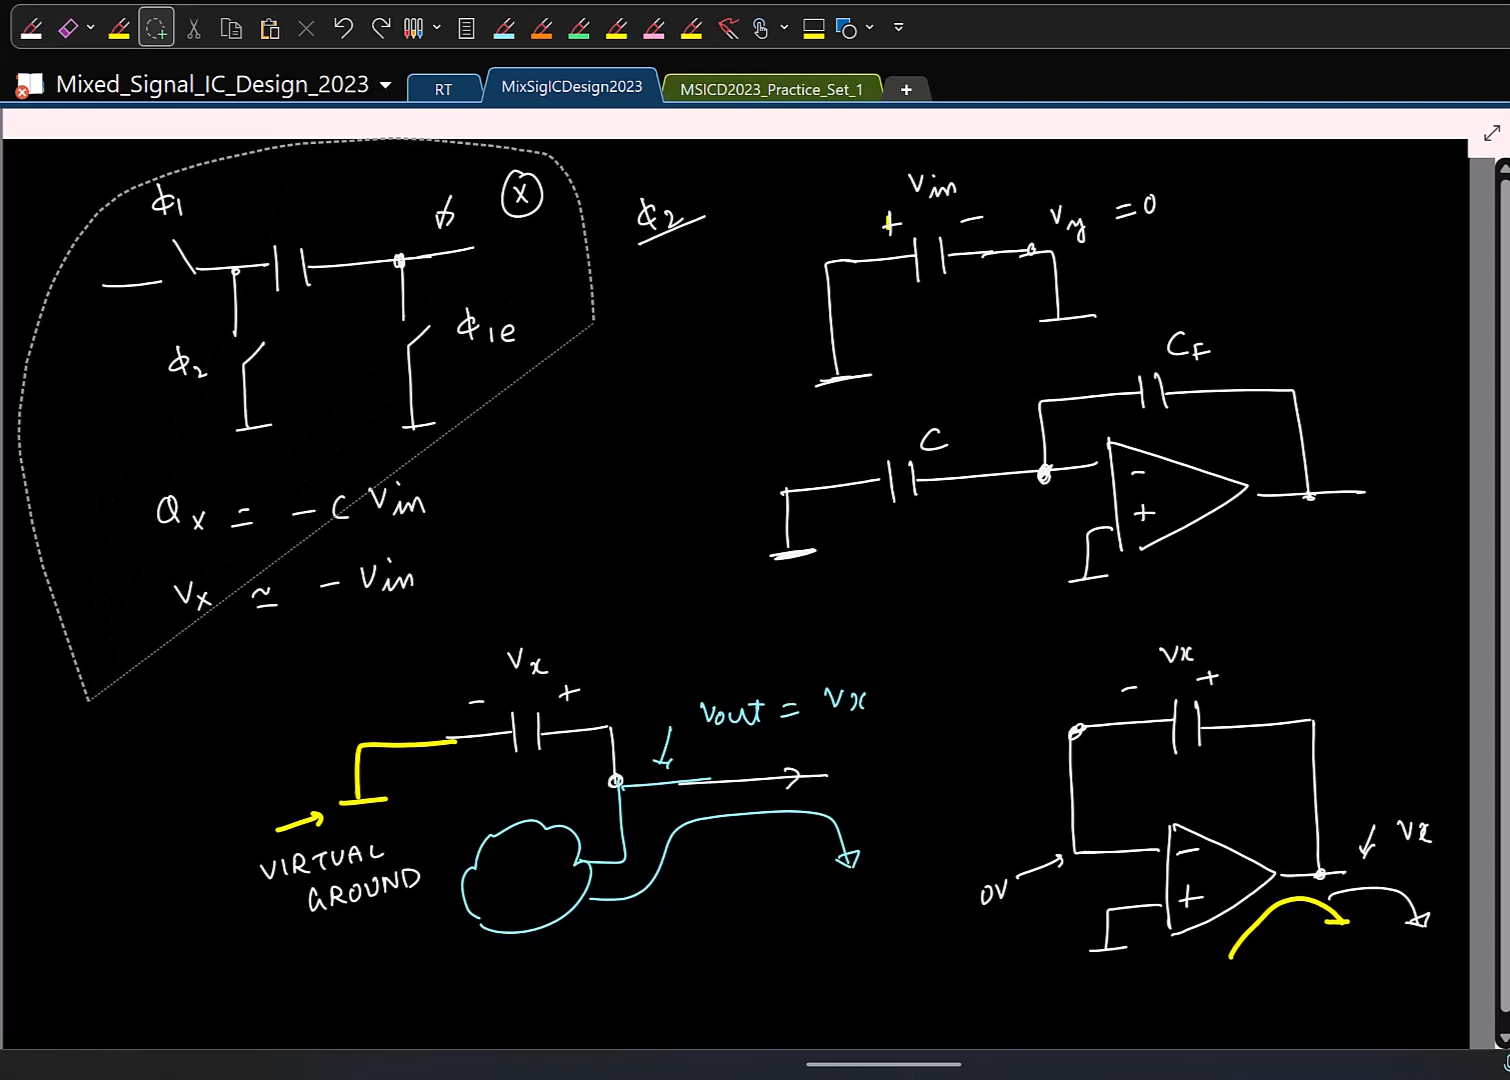 Mixed_Signal_IC_Design_2023
RT
MixSigICDesign2023
MSICD2023_Practice_Set_1
+
ϕ1
X
ϕ2
ϕ1e
Qx = - C Vin
Vx ≃ - Vin
ϕ2
Vin
+ -
Vy = 0
CF
C
-
+
Vx
- +
Vout = Vx
VIRTUAL
GROUND
Vx
- +
Vx
0V
-
+